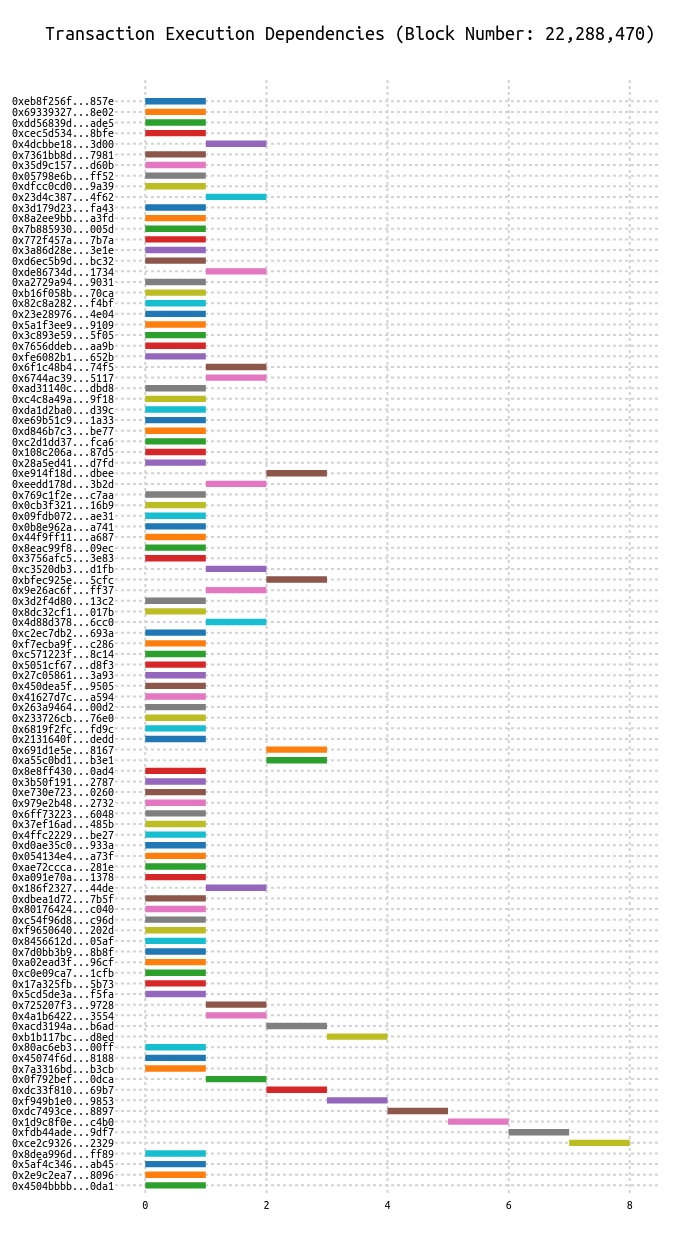 Transaction Execution Dependencies (Block Number: 22,288,470)
0xeb8f256f...857e
0x69339327...8e02
0xdd56839d...ade5
0xcec5d534...8bfe
0x4dcbbe18...3d00
0x7361bb8d...7981
0x35d9c157...d60b
0x05798e6b...ff52
0xdfcc0cd0...9a39
0x23d4c387...4f62
0x3d179d23...fa43
0x8a2ee9bb...a3fd
0x7b885930...005d
0x772f457a...7b7a
0x3a86d28e...3e1e
0xd6ec5b9d...bc32
0xde86734d...1734
0xa2729a94...9031
0xb16f058b...70ca
0x82c8a282...f4bf
0x23e28976...4e04
0x5a1f3ee9...9109
0x3c893e59...5f05
0x7656ddeb...aa9b
0xfe6082b1...652b
0x6f1c48b4...74f5
0x6744ac39...5117
0xad31140c...dbd8
0xc4c8a49a...9f18
0xda1d2ba0...d39c
0xe69b51c9...1a33
0xd846b7c3...be77
0xc2d1dd37...fca6
0x108c206a...87d5
0x28a5ed41...d7fd
0xe914f18d...dbee
0xeedd178d...3b2d
0x769c1f2e...c7aa
0x0cb3f321...16b9
0x09fdb072...ae31
0x0b8e962a...a741
0x44f9ff11...a687
0x8eac99f8...09ec
0x3756afc5...3e83
0xc3520db3...d1fb
0xbfec925e...5cfc
0x9e26ac6f...ff37
0x3d2f4d80...13c2
0x8dc32cf1...017b
0x4d88d378...6cc0
0xc2ec7db2...693a
0xf7ecba9f...c286
0xc571223f...8c14
0x5051cf67...d8f3
0x27c05861...3a93
0x450dea5f...9505
0x41627d7c...a594
0x263a9464...00d2
0x233726cb...76e0
0x6819f2fc...fd9c
0x2131640f...dedd
0x691d1e5e...8167
0xa55c0bd1...b3e1
0x8e8ff430...0ad4
0x3b50f191...2787
0xe730e723...0260
0x979e2b48...2732
0x6ff73223...6048
0x37ef16ad...485b
0x4ffc2229...be27
0xd0ae35c0...933a
0x054134e4...a73f
0xae72ccca...281e
0xa091e70a...1378
0x186f2327...44de
0xdbea1d72...7b5f
0x80176424...c040
0xc54f96d8...c96d
0xf9650640...202d
0x8456612d...05af
0x7d0bb3b9...8b8f
0xa02ead3f...96cf
0xc0e09ca7...1cfb
0x17a325fb...5b73
0x5cd5de3a...f5fa
0x725207f3...9728
0x4a1b6422...3554
0xacd3194a...b6ad
0xb1b117bc...d8ed
0x80ac6eb3...00ff
0x45074f6d...8188
0x7a3316bd...b3cb
0x0f792bef...0dca
0xdc33f810...69b7
0xf949b1e0...9853
0xdc7493ce...8897
0x1d9c8f0e...c4b0
0xfdb44ade...9df7
0xce2c9326...2329
0x8dea996d...ff89
0x5af4c346...ab45
0x2e9c2ea7...8096
0x4504bbbb...0da1
0 2 4 6 8